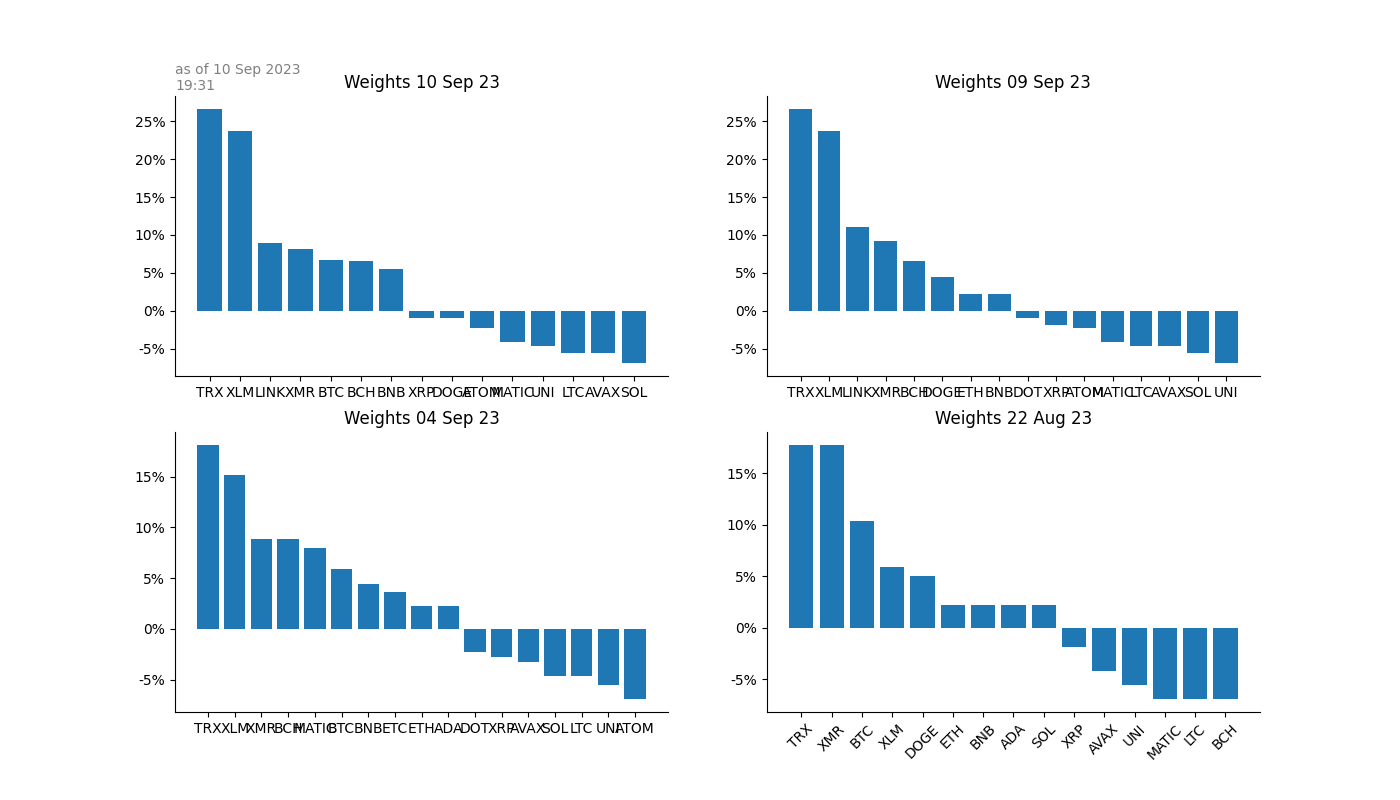 as of 10 Sep 2023
19:31
Weights 10 Sep 23
25%
20%
15%
10%
5%
0%
-5%
TRX XLM LINK XMR BTC BCH BNB XRP DOGE ATOM MATIC UNI LTC AVAX SOL
Weights 09 Sep 23
25%
20%
15%
10%
5%
0%
-5%
TRX XLM LINK XMR BCH DOGE ETH BNB DOT XRP ATOM MATIC LTC AVAX SOL UNI
Weights 04 Sep 23
15%
10%
5%
0%
-5%
TRX XLM XMR BCH MATIC BTC BNB ETC ETH ADA DOT XRP AVAX SOL LTC UNI ATOM
Weights 22 Aug 23
15%
10%
5%
0%
-5%
TRX XMR BTC XLM DOGE ETH BNB ADA SOL XRP AVAX UNI MATIC LTC BCH